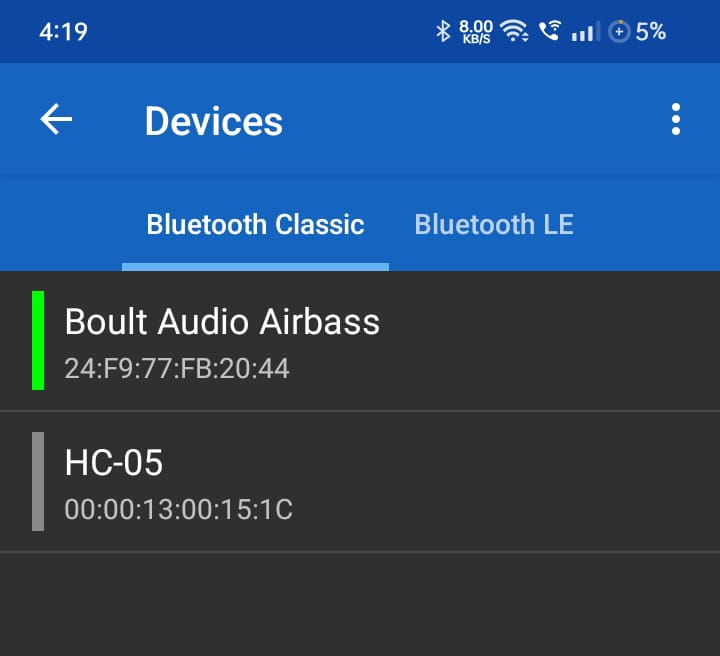 4:19 8.00 KB/S 5%
Devices
Bluetooth Classic Bluetooth LE
Boult Audio Airbass
24:F9:77:FB:20:44
HC-05
00:00:13:00:15:1C